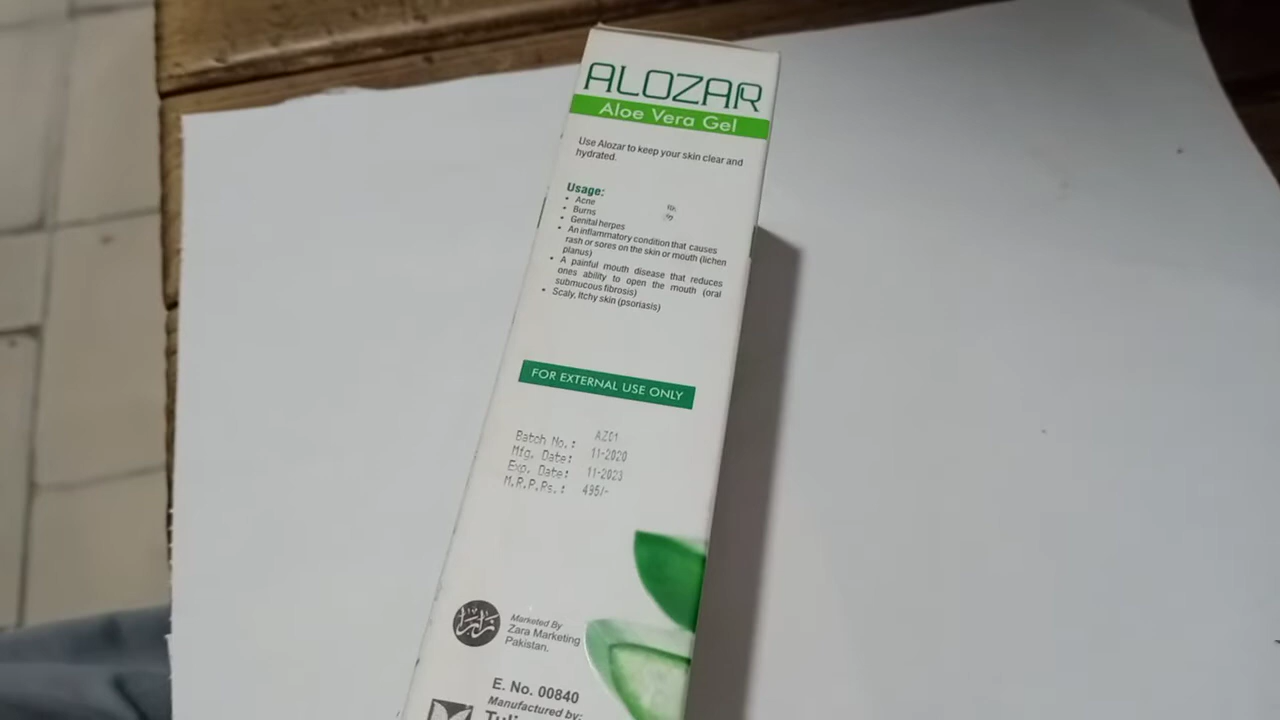 ALOZAR
Aloe Vera Gel
Use Alozar to keep your skin clear and
hydrated.
Usage:
• Acne
• Burns
• Genital herpes
• An inflammatory condition that causes
rash or sores on the skin or mouth (lichen
planus)
• A painful mouth disease that reduces
ones ability to open the mouth (oral
submucous fibrosis)
• Scaly, Itchy skin (psoriasis)
FOR EXTERNAL USE ONLY
Batch No.: AZ01
Mfg. Date: 11-2020
Exp. Date: 11-2023
M.R.P.Rs.: 495/-
Marketed By
Zara Marketing
Pakistan.
E. No. 00840
Manufactured by: